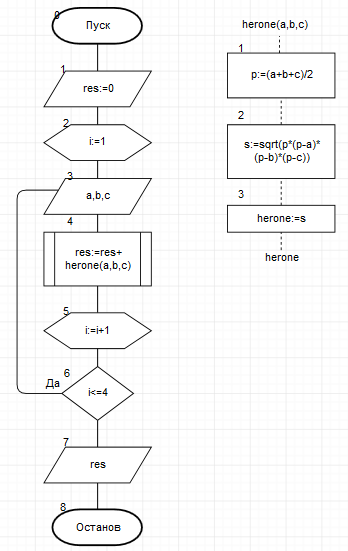 0
Пуск
1
res:=0
2
i:=1
3
a,b,c
4
res:=res+
herone(a,b,c)
5
i:=i+1
6
Да
i<=4
7
res
8
Останов
herone(a,b,c)
1
p:=(a+b+c)/2
2
s:=sqrt(p*(p-a)*
(p-b)*(p-c))
3
herone:=s
herone